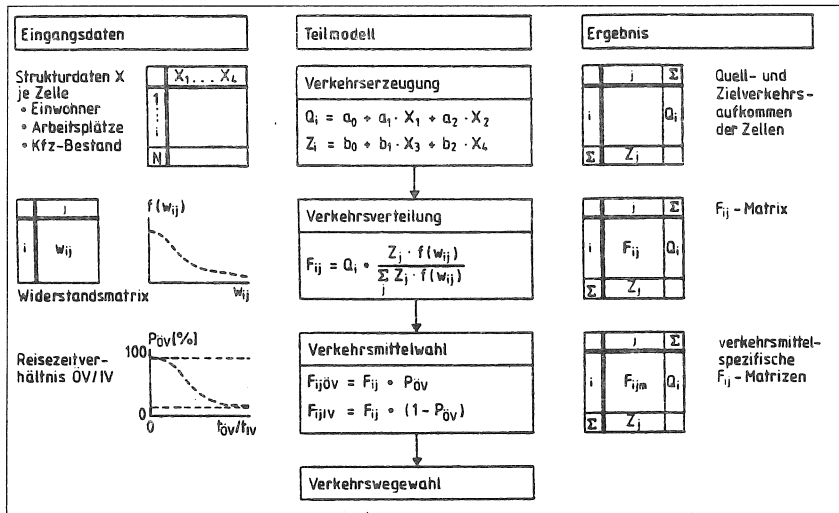 Eingangsdaten
Teilmodell
Ergebnis
Strukturdaten X
je Zelle
• Einwohner
• Arbeitsplätze
• Kfz-Bestand
X₁ ... X₄
1
⋮
i
N
Verkehrserzeugung
Qᵢ = a₀ + a₁ · X₁ + a₂ · X₂
Zᵢ = b₀ + b₁ · X₃ + b₂ · X₄
j Σ
i Qᵢ
Σ Zⱼ
Quell- und
Zielverkehrs-
aufkommen
der Zellen
j
i wᵢⱼ
Widerstandsmatrix
f(wᵢⱼ)
wᵢⱼ
Verkehrsverteilung
Fᵢⱼ = Qᵢ • Zⱼ · f(wᵢⱼ) / Σⱼ Zⱼ · f(wᵢⱼ)
j Σ
i Fᵢⱼ Qᵢ
Σ Zⱼ
Fᵢⱼ - Matrix
Reisezeitver-
hältnis ÖV/IV
PÖV[%]
100
0
0
tÖV/tIV
Verkehrsmittelwahl
FijÖV = Fij • PÖV
FijIV = Fij • (1 - PÖV)
j Σ
i Fijm Qᵢ
Σ Zⱼ
verkehrsmittel-
spezifische
Fᵢⱼ - Matrizen
Verkehrswegewahl